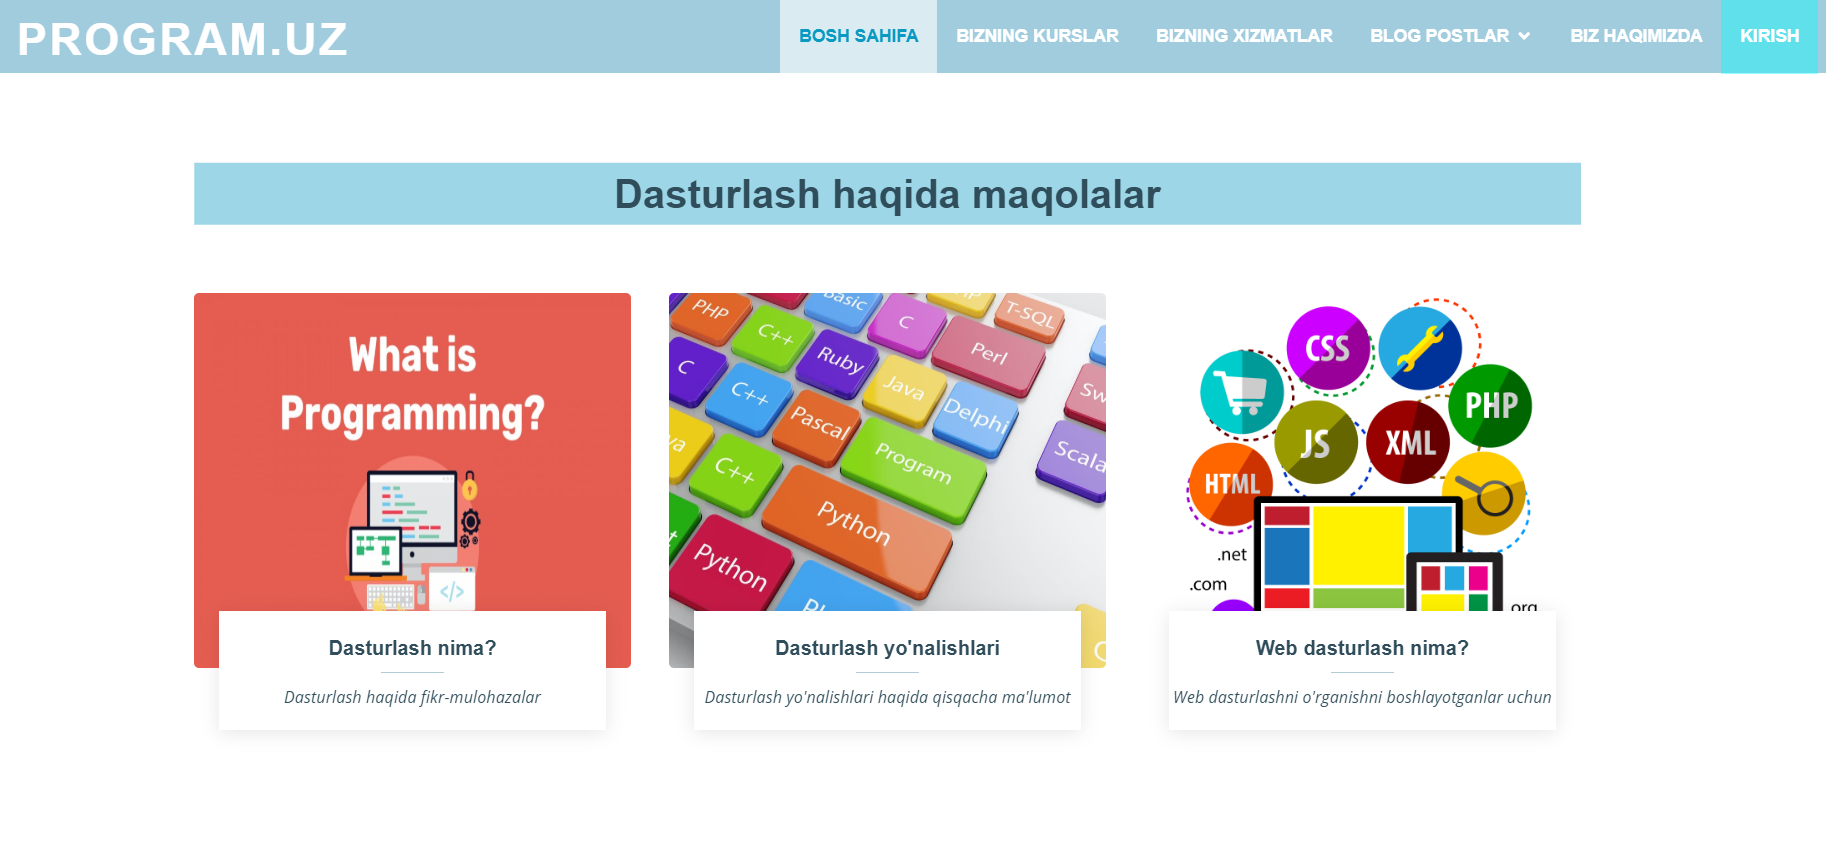 PROGRAM.UZ
BOSH SAHIFA BIZNING KURSLAR BIZNING XIZMATLAR BLOG POSTLAR BIZ HAQIMIZDA KIRISH
Dasturlash haqida maqolalar
What is
Programming?
</>
PHP
Basic
C
T-SQL
C++
Ruby
Perl
C
C++
Java
Delphi
Pascal
Program
Scala
C++
Python
Python
CSS
PHP
JS
XML
HTML
.net
.com
.org
Dasturlash nima?
Dasturlash haqida fikr-mulohazalar
Dasturlash yo'nalishlari
Dasturlash yo'nalishlari haqida qisqacha ma'lumot
Web dasturlash nima?
Web dasturlashni o'rganishni boshlayotganlar uchun